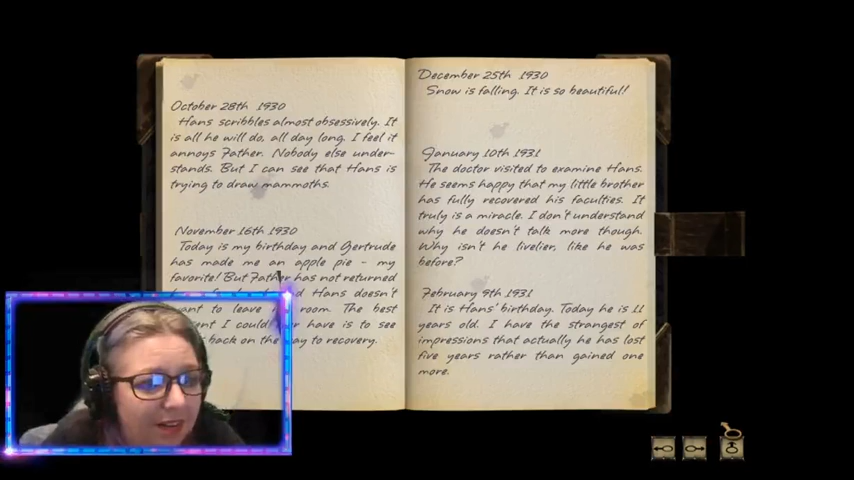 October 28th 1930
Hans scribbles almost obsessively. It
is all he will do, all day long. I feel it
annoys Father. Nobody else under-
stands. But I can see that Hans is
trying to draw mammoths.
November 16th 1930
Today is my birthday and Gertrude
has made me an apple pie - my
favorite! But Father has not returned
Hans doesn't
to leave room. The best
I could have is to see
back on the way to recovery.
December 25th 1930
Snow is falling. It is so beautiful!
January 10th 1931
The doctor visited to examine Hans.
He seems happy that my little brother
has fully recovered his faculties. It
truly is a miracle. I don't understand
why he doesn't talk more though.
Why isn't he livelier, like he was
before?
February 9th 1931
It is Hans' birthday. Today he is 11
years old. I have the strangest of
impressions that actually he has lost
five years rather than gained one
more.